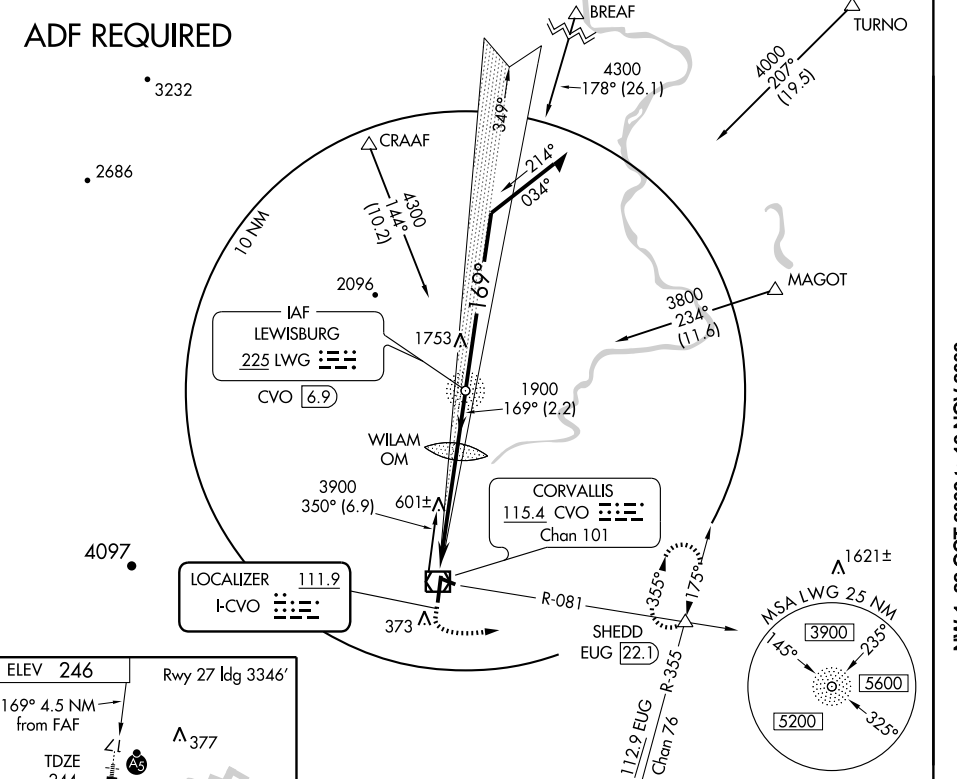 ADF REQUIRED
BREAF
TURNO
3232
4300
178° (26.1)
4000
207°
(19.5)
349°
CRAAF
2686
214°
034°
4300
144°
(10.2)
10 NM
169°
2096
MAGOT
3800
234°
(11.6)
IAF
LEWISBURG
225 LWG
CVO 6.9
1753
1900
169° (2.2)
WILAM
OM
3900
350° (6.9)
601±
CORVALLIS
115.4 CVO
Chan 101
4097
LOCALIZER 111.9
I-CVO
373
R-081
355°
175°
SHEDD
EUG 22.1
R-355
112.9 EUG
Chan 76
1621±
MSA LWG 25 NM
3900
145°
235°
5600
5200
325°
ELEV 246
Rwy 27 ldg 3346'
169° 4.5 NM
from FAF
TDZE
244
17
A5
377